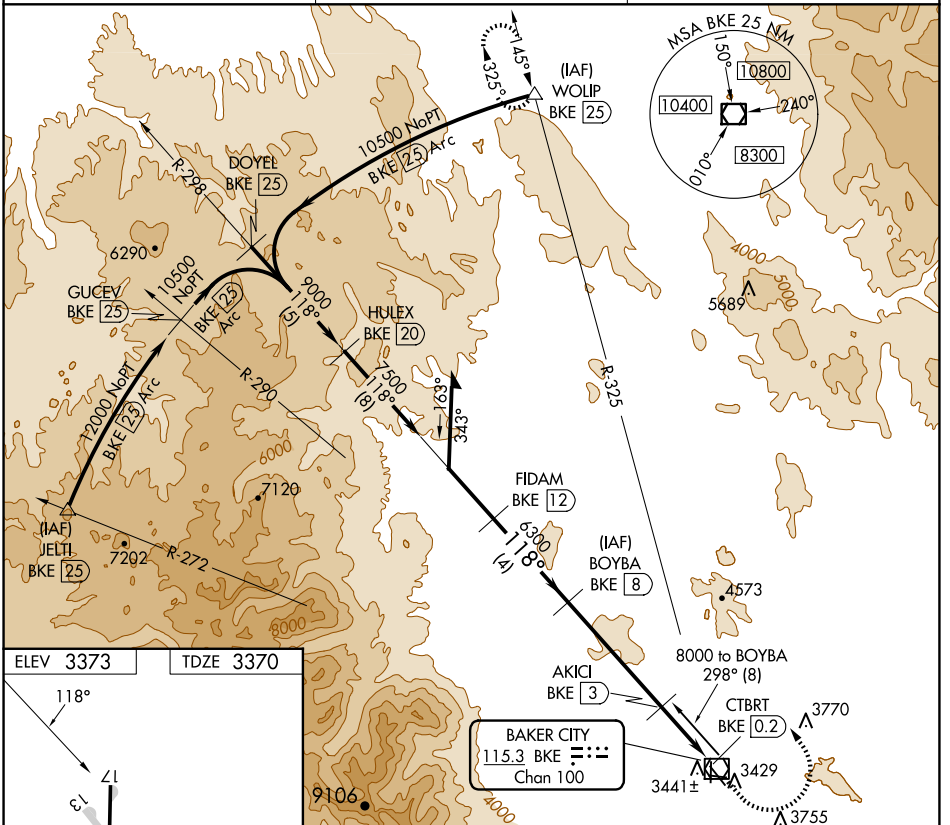 MSA BKE 25 NM
150°
10800
10400
240°
8300
010°
145°
325°
(IAF)
WOLIP
BKE 25
10500 NoPT
BKE 25 Arc
R-298
DOYEL
BKE 25
6290
GUCEV
BKE 25
10500
NoPT
BKE 25
Arc
9000
118°
(5)
HULEX
BKE 20
4000
5000
5689
R-325
R-290
7500
118°
(8)
163°
343°
12000 NoPT
BKE 25 Arc
6000
7120
(IAF)
JELTI
BKE 25
7202
R-272
8000
FIDAM
BKE 12
6300
118°
(4)
(IAF)
BOYBA
BKE 8
4573
8000 to BOYBA
298° (8)
AKICI
BKE 3
CTBRT
BKE 0.2
3770
BAKER CITY
115.3 BKE
Chan 100
3441±
3429
3755
4000
9106
ELEV 3373
TDZE 3370
118°
17
13